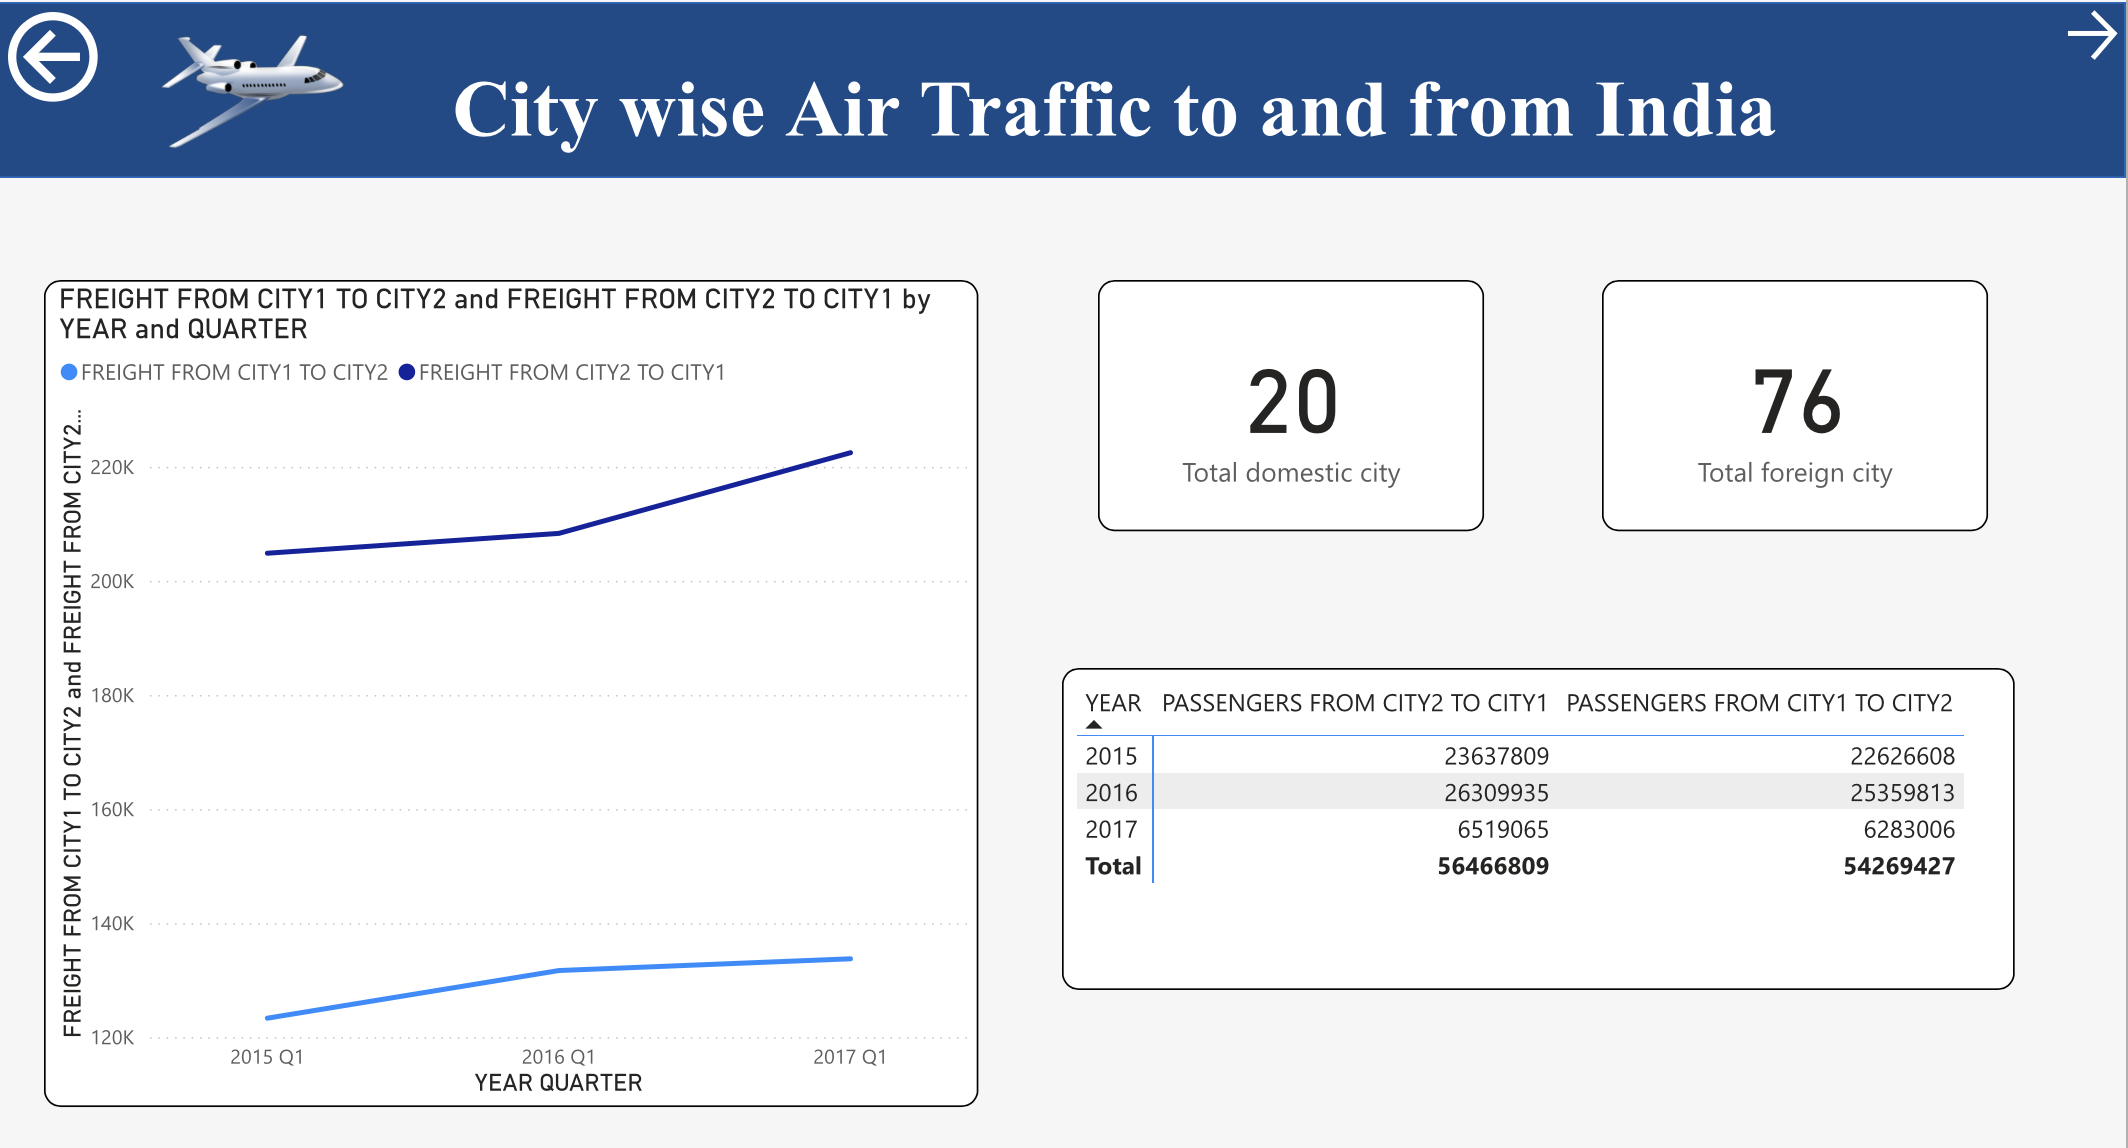 City wise Air Traffic to and from India
FREIGHT FROM CITY1 TO CITY2 and FREIGHT FROM CITY2 TO CITY1 by
YEAR and QUARTER
FREIGHT FROM CITY1 TO CITY2 FREIGHT FROM CITY2 TO CITY1
FREIGHT FROM CITY1 TO CITY2 and FREIGHT FROM CITY2...
220K
200K
180K
160K
140K
120K
2015 Q1 2016 Q1 2017 Q1
YEAR QUARTER
20
Total domestic city
76
Total foreign city
YEAR PASSENGERS FROM CITY2 TO CITY1 PASSENGERS FROM CITY1 TO CITY2
2015 23637809 22626608
2016 26309935 25359813
2017 6519065 6283006
Total 56466809 54269427